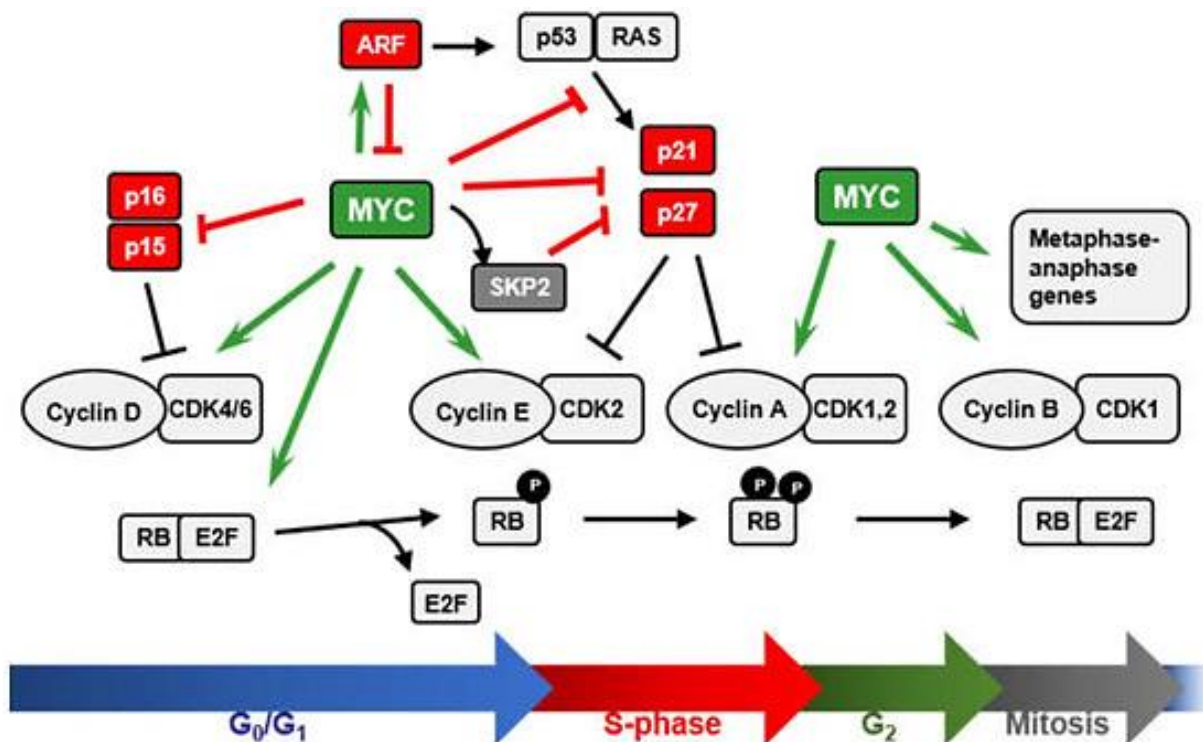 ARF
p53
RAS
p21
p27
p16
p15
MYC
SKP2
MYC
Metaphase-
anaphase
genes
Cyclin D
CDK4/6
Cyclin E
CDK2
Cyclin A
CDK1,2
Cyclin B
CDK1
RB
E2F
E2F
P
RB
P
P
RB
RB
E2F
G₀/G₁
S-phase
G₂
Mitosis